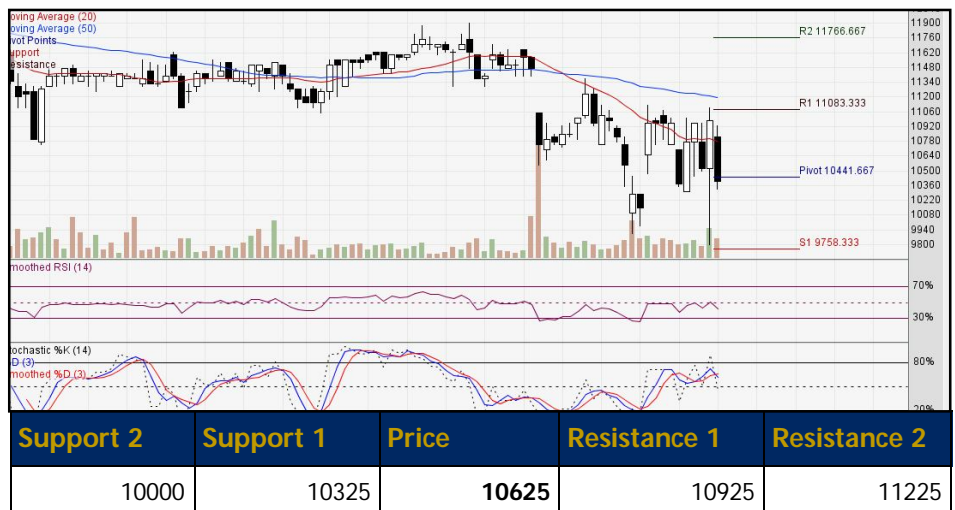 oving Average (20)
oving Average (50)
vot Points
upport
esistance
R2 11766.667
R1 11083.333
Pivot 10441.667
S1 9758.333
11900
11760
11620
11480
11340
11200
11060
10920
10780
10640
10500
10360
10220
10080
9940
9800
moothed RSI (14)
70%
30%
tochastic %K (14)
D (3)
moothed %D (3)
80%
20%
Support 2 Support 1 Price Resistance 1 Resistance 2
10000 10325 10625 10925 11225